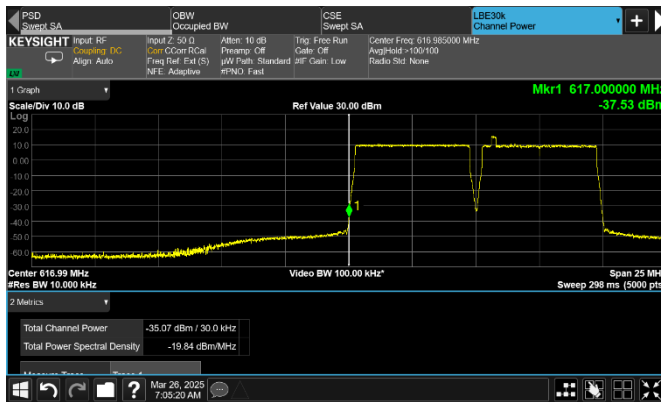 PSD
Swept SA
OBW
Occupied BW
CSE
Swept SA
LBE30k
Channel Power
KEYSIGHT
Input: RF
Coupling: DC
Align: Auto
Input Z: 50 Ω
Corr CCorr RCal
Freq Ref: Ext (S)
NFE: Adaptive
Atten: 10 dB
Preamp: Off
µW Path: Standard
#PNO: Fast
Trig: Free Run
Gate: Off
#IF Gain: Low
Center Freq: 616.985000 MHz
Avg|Hold:>100/100
Radio Std: None
LXI
1 Graph
Mkr1 617.000000 MHz
Scale/Div 10.0 dB
Ref Value 30.00 dBm
-37.53 dBm
Log
20.0
10.0
0.00
-10.0
-20.0
-30.0
-40.0
-50.0
-60.0
1
Center 616.99 MHz
Video BW 100.00 kHz*
Span 25 MH
#Res BW 10.000 kHz
Sweep 298 ms (5000 pts
2 Metrics
Total Channel Power
-35.07 dBm / 30.0 kHz
Total Power Spectral Density
-19.84 dBm/MHz
Measure Trace
Trace 1
?
Mar 26, 2025
7:05:20 AM